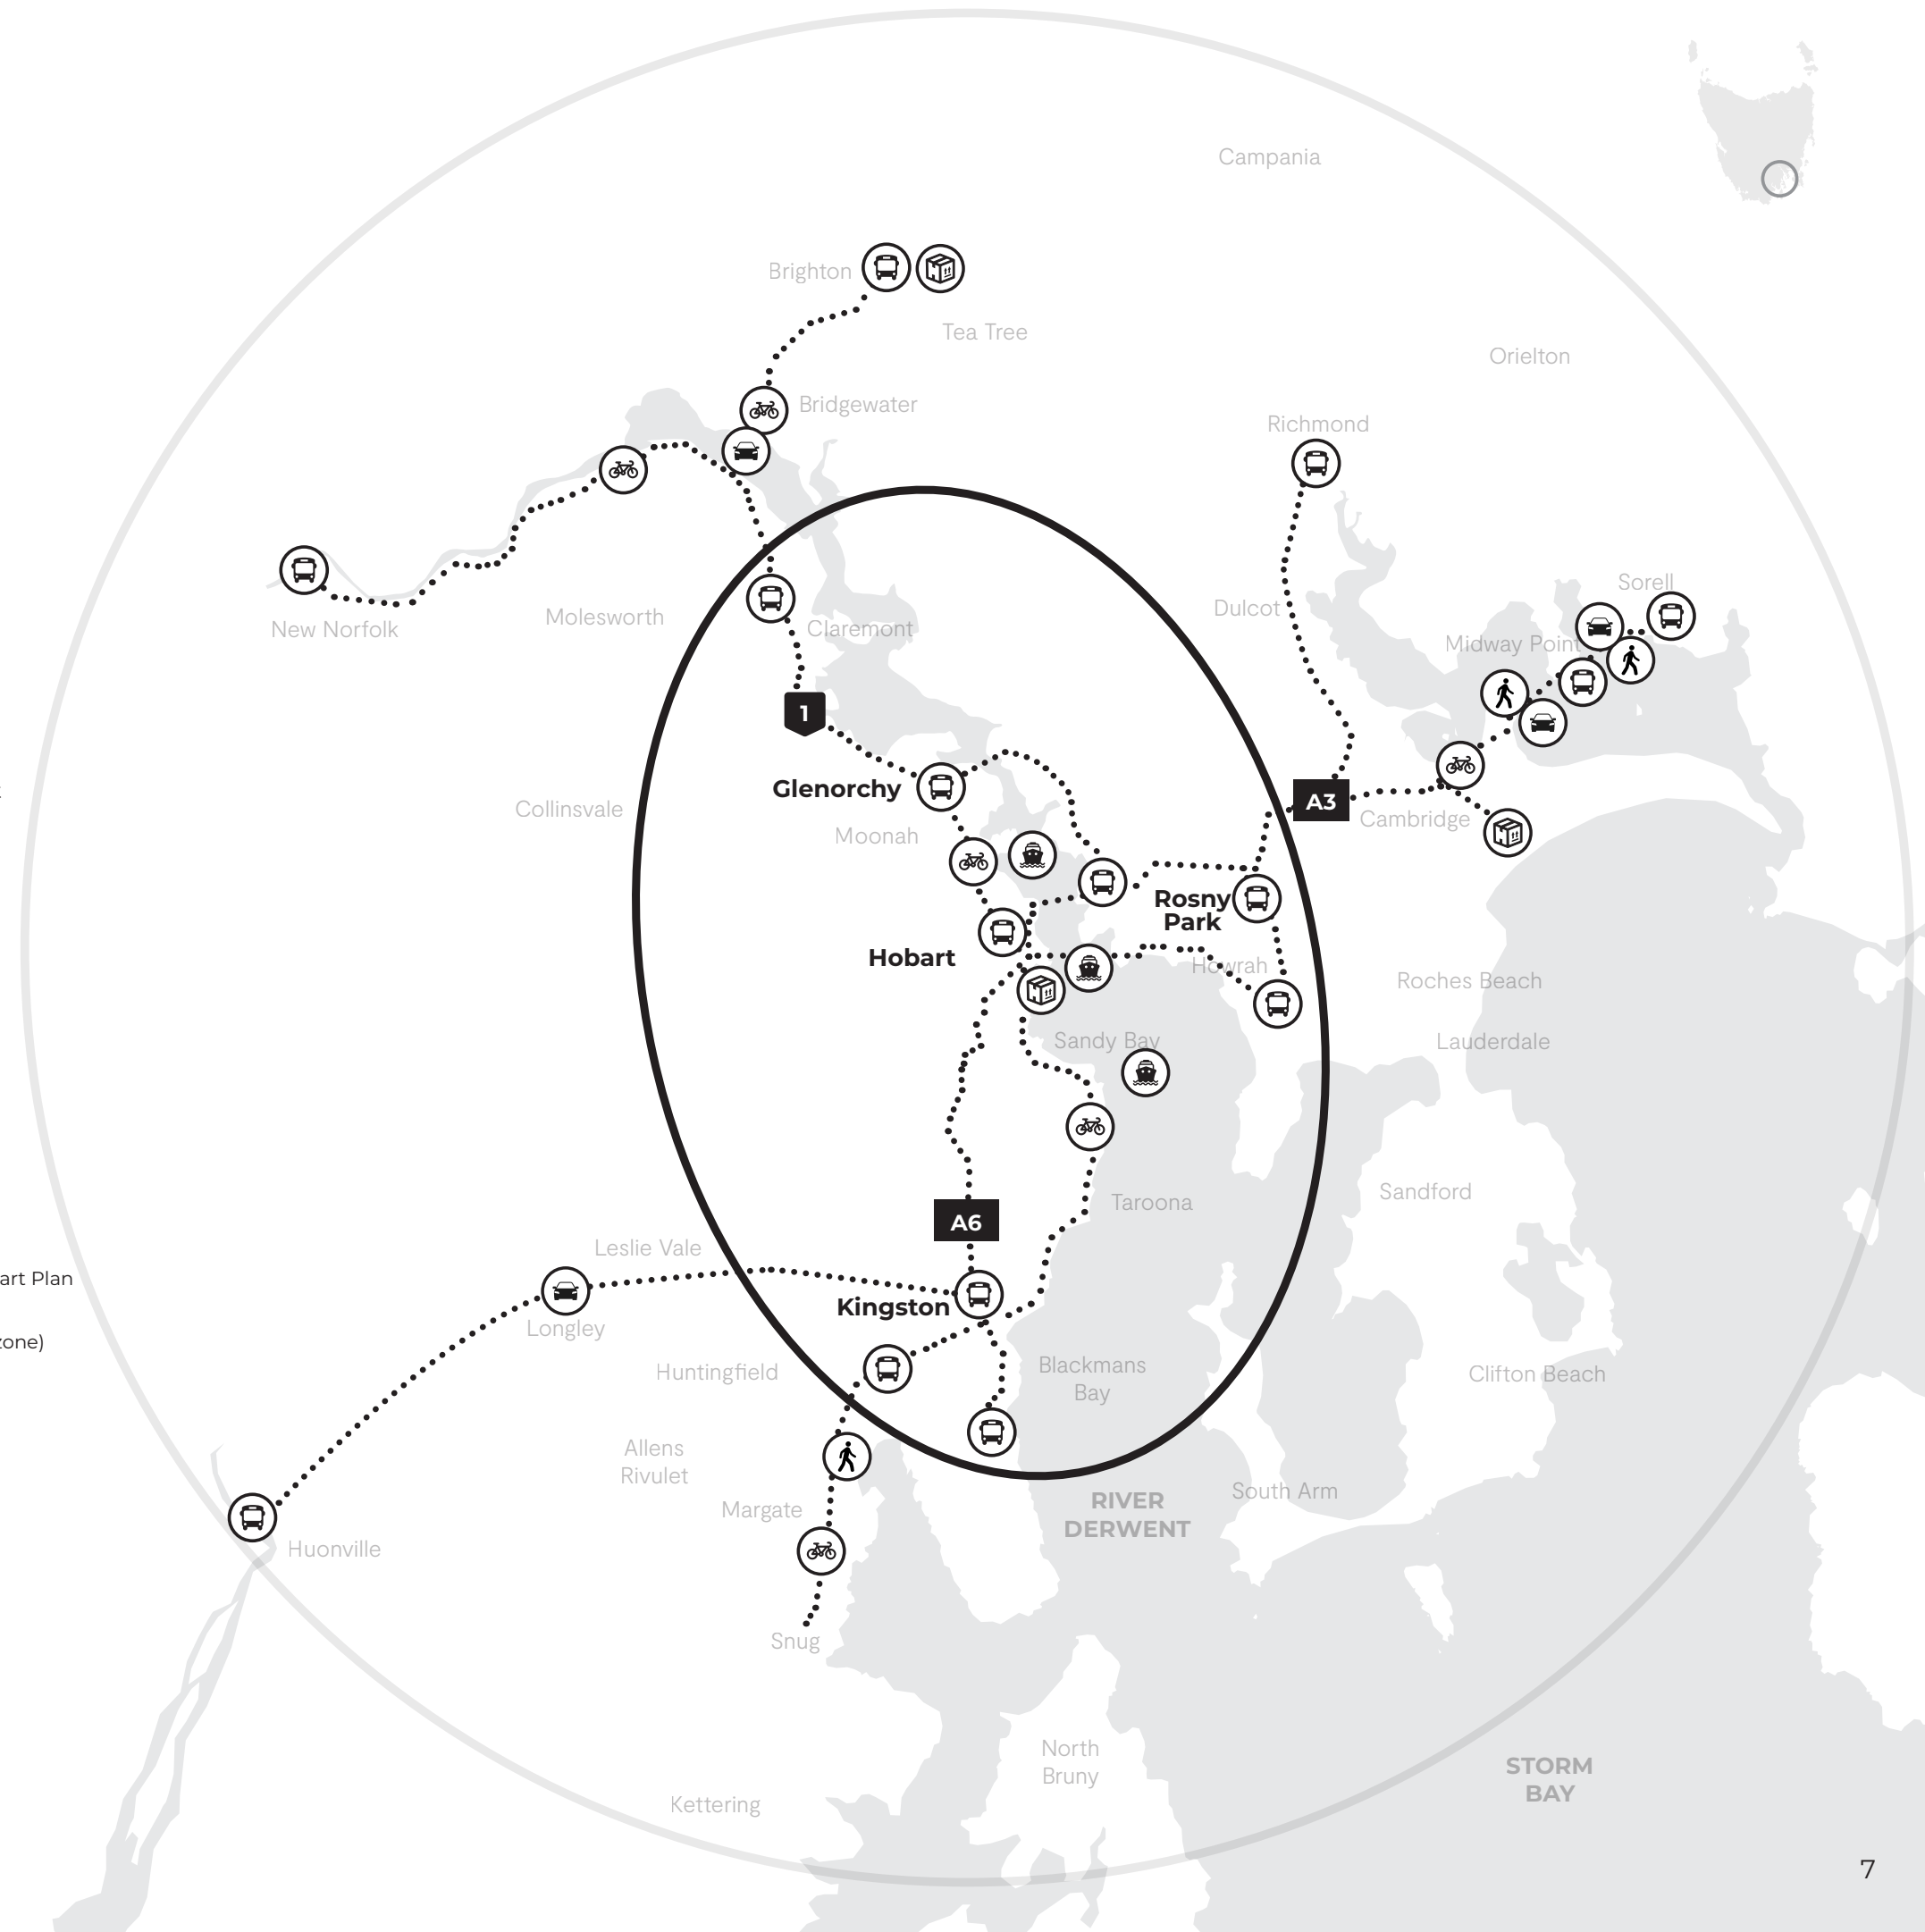 Campania
Brighton
Tea Tree
Orielton
Bridgewater
Richmond
Sorell
Dulcot
Molesworth
New Norfolk
Claremont
Midway Point
1
Glenorchy
A3
Collinsvale
Cambridge
Moonah
Rosny
Park
Hobart
Howrah
Roches Beach
Sandy Bay
Lauderdale
Sandford
Taroona
A6
Leslie Vale
art Plan
Kingston
Longley
zone)
Huntingfield
Blackmans
Bay
Clifton Beach
Allens
Rivulet
South Arm
Margate
RIVER
DERWENT
Huonville
Snug
North
Bruny
STORM
BAY
Kettering
7